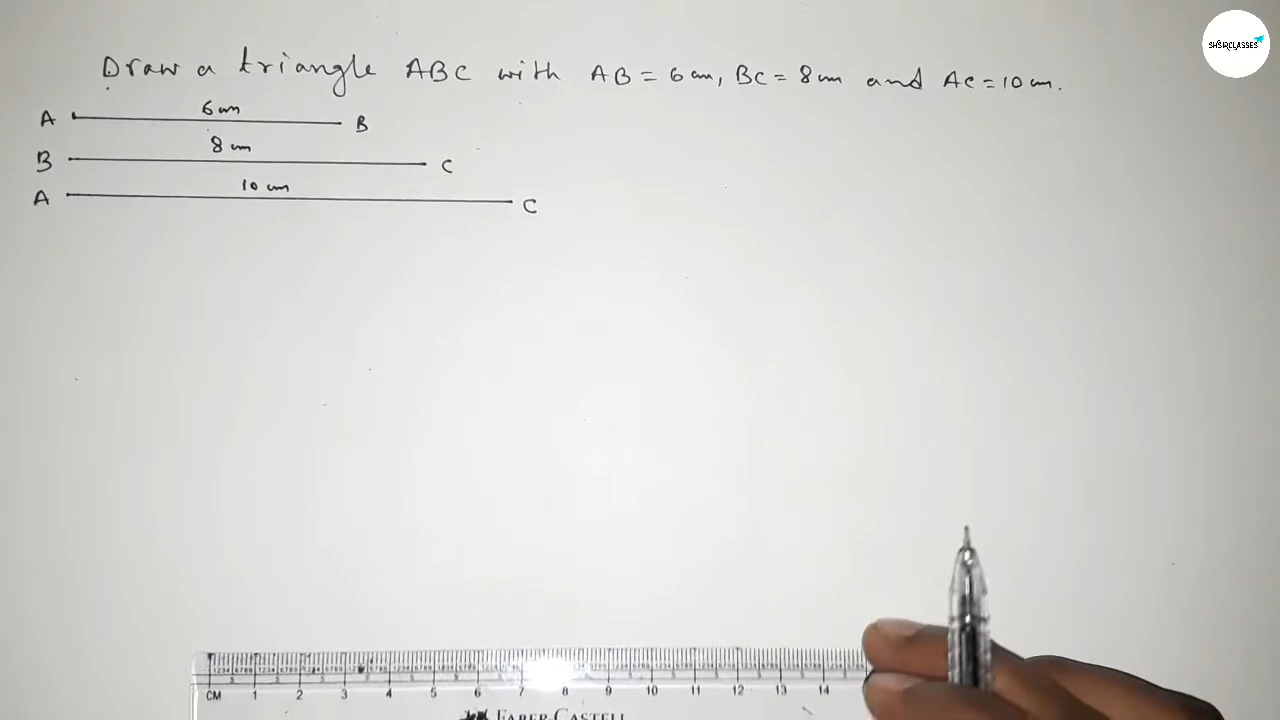 SHSIRCLASSES
Draw a triangle ABC with AB = 6 cm, BC = 8 cm and AC = 10 cm.
6 cm
A B
8 cm
B C
10 cm
A C
CM 1 2 3 4 5 6 7 8 9 10 11 12 13 14
FABER-CASTELL